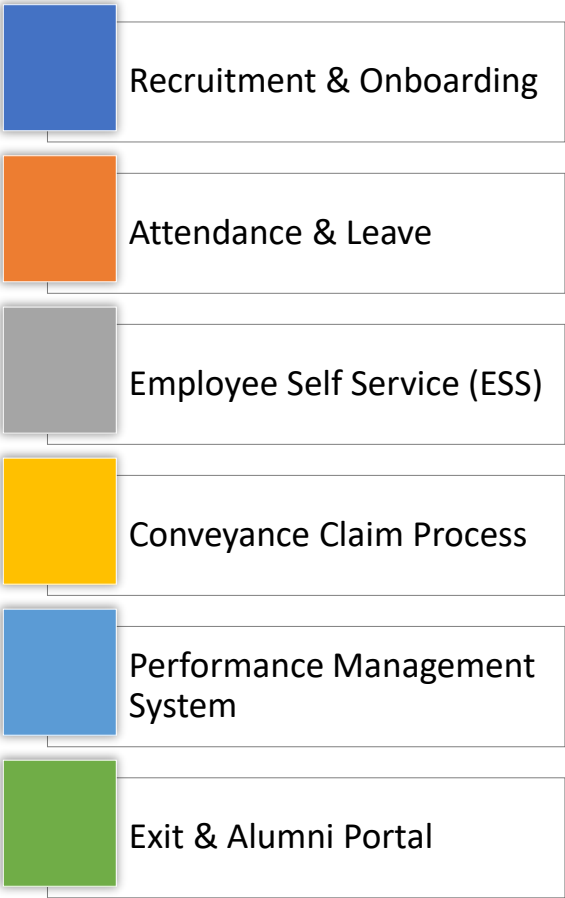 Recruitment & Onboarding
Attendance & Leave
Employee Self Service (ESS)
Conveyance Claim Process
Performance Management
System
Exit & Alumni Portal